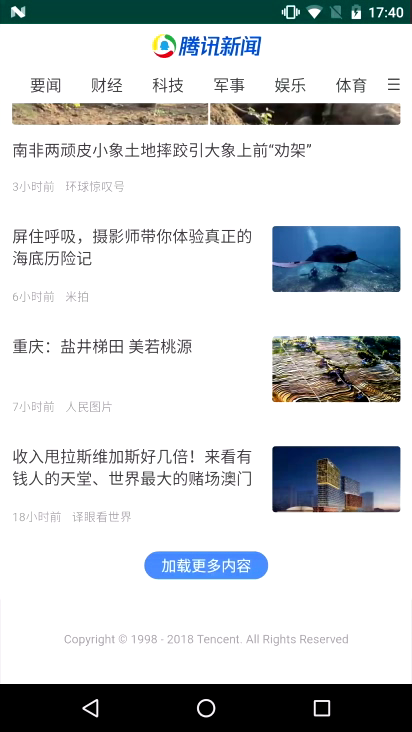 17:40
腾讯新闻
要闻 财经 科技 军事 娱乐 体育
南非两顽皮小象土地摔跤引大象上前“劝架”
3小时前 环球惊叹号
屏住呼吸，摄影师带你体验真正的
海底历险记
6小时前 米拍
重庆：盐井梯田 美若桃源
7小时前 人民图片
收入甩拉斯维加斯好几倍！来看有
钱人的天堂、世界最大的赌场澳门
18小时前 译眼看世界
加载更多内容
Copyright © 1998 - 2018 Tencent. All Rights Reserved